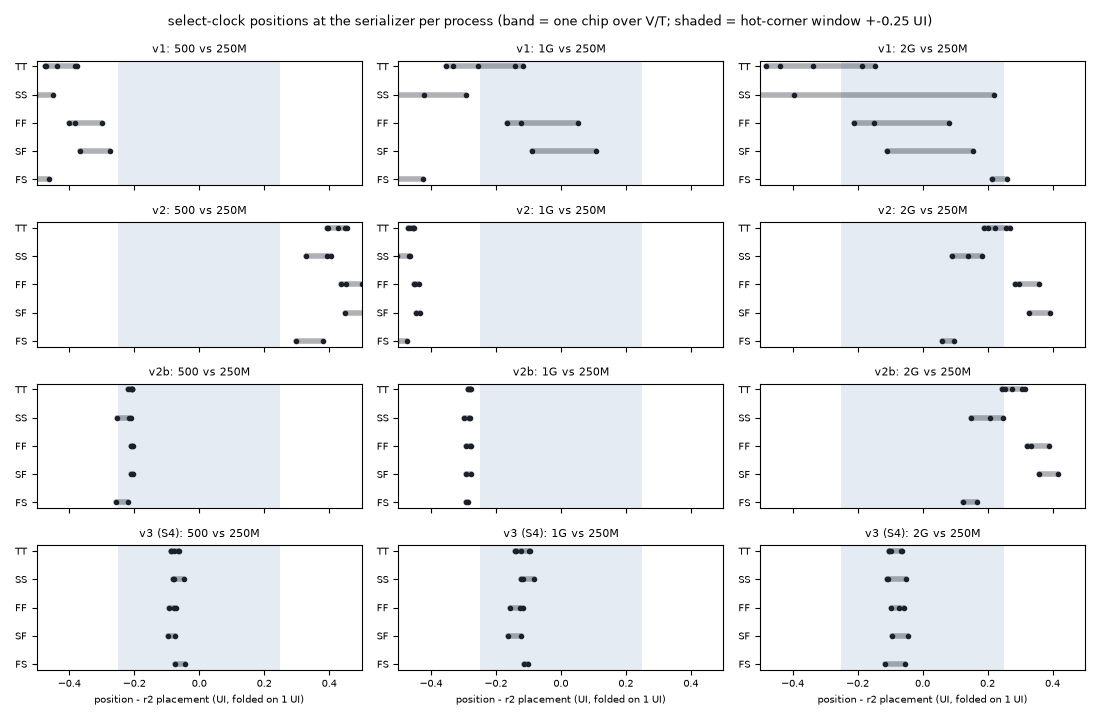 select-clock positions at the serializer per process (band = one chip over V/T; shaded = hot-corner window +-0.25 UI)
v1: 500 vs 250M
v1: 1G vs 250M
v1: 2G vs 250M
TT
SS
FF
SF
FS
v2: 500 vs 250M
v2: 1G vs 250M
v2: 2G vs 250M
TT
SS
FF
SF
FS
v2b: 500 vs 250M
v2b: 1G vs 250M
v2b: 2G vs 250M
TT
SS
FF
SF
FS
v3 (S4): 500 vs 250M
v3 (S4): 1G vs 250M
v3 (S4): 2G vs 250M
TT
SS
FF
SF
FS
−0.4 −0.2 0.0 0.2 0.4
−0.4 −0.2 0.0 0.2 0.4
−0.4 −0.2 0.0 0.2 0.4
position - r2 placement (UI, folded on 1 UI)
position - r2 placement (UI, folded on 1 UI)
position - r2 placement (UI, folded on 1 UI)